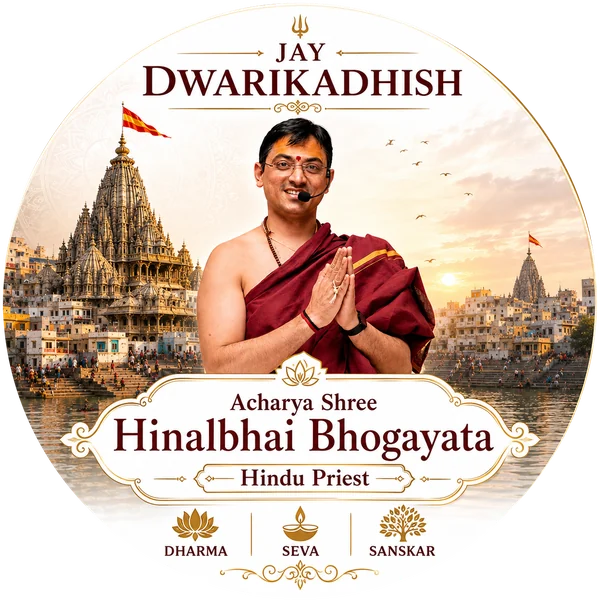 JAY
DWARIKADHISH
Acharya Shree
Hinalbhai Bhogayata
Hindu Priest
DHARMA
SEVA
SANSKAR